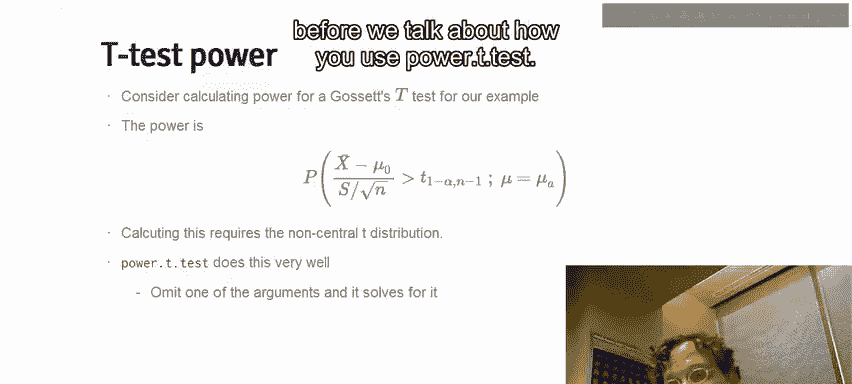 before we talk about how
you use power.t.test.
T-test power
· Consider calculating power for a Gossett's T test for our example
· The power is
P( (X̄ − μ₀) / (S/√n) > t₁₋α,n₋₁ ; μ = μₐ )
· Calcuting this requires the non-central t distribution.
· power.t.test does this very well
- Omit one of the arguments and it solves for it